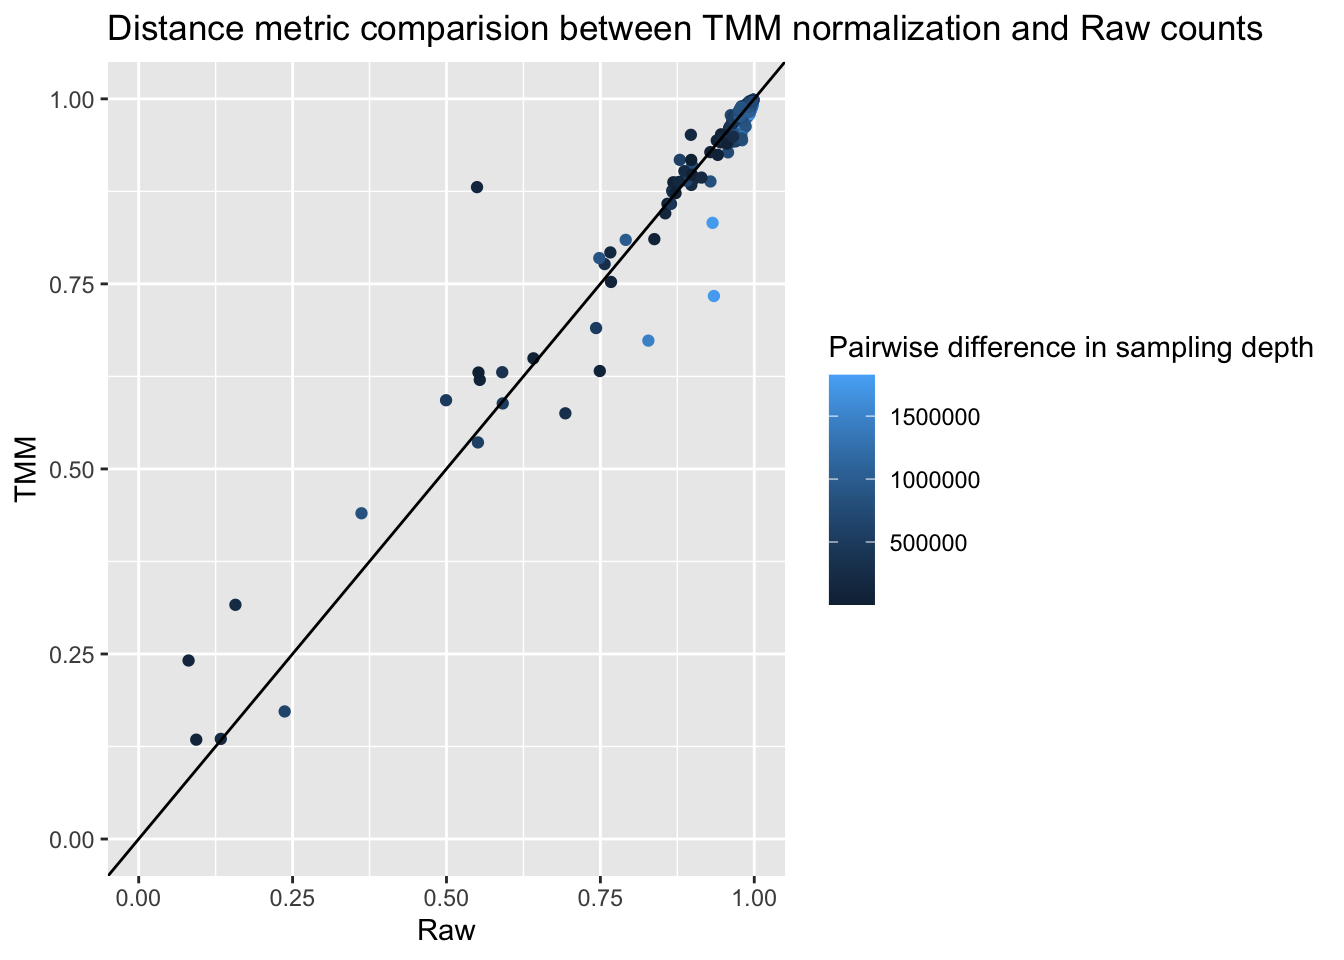 Distance metric comparision between TMM normalization and Raw counts
1.00
0.75
0.50
0.25
0.00
TMM
0.00 0.25 0.50 0.75 1.00
Raw
Pairwise difference in sampling depth
1500000
1000000
500000